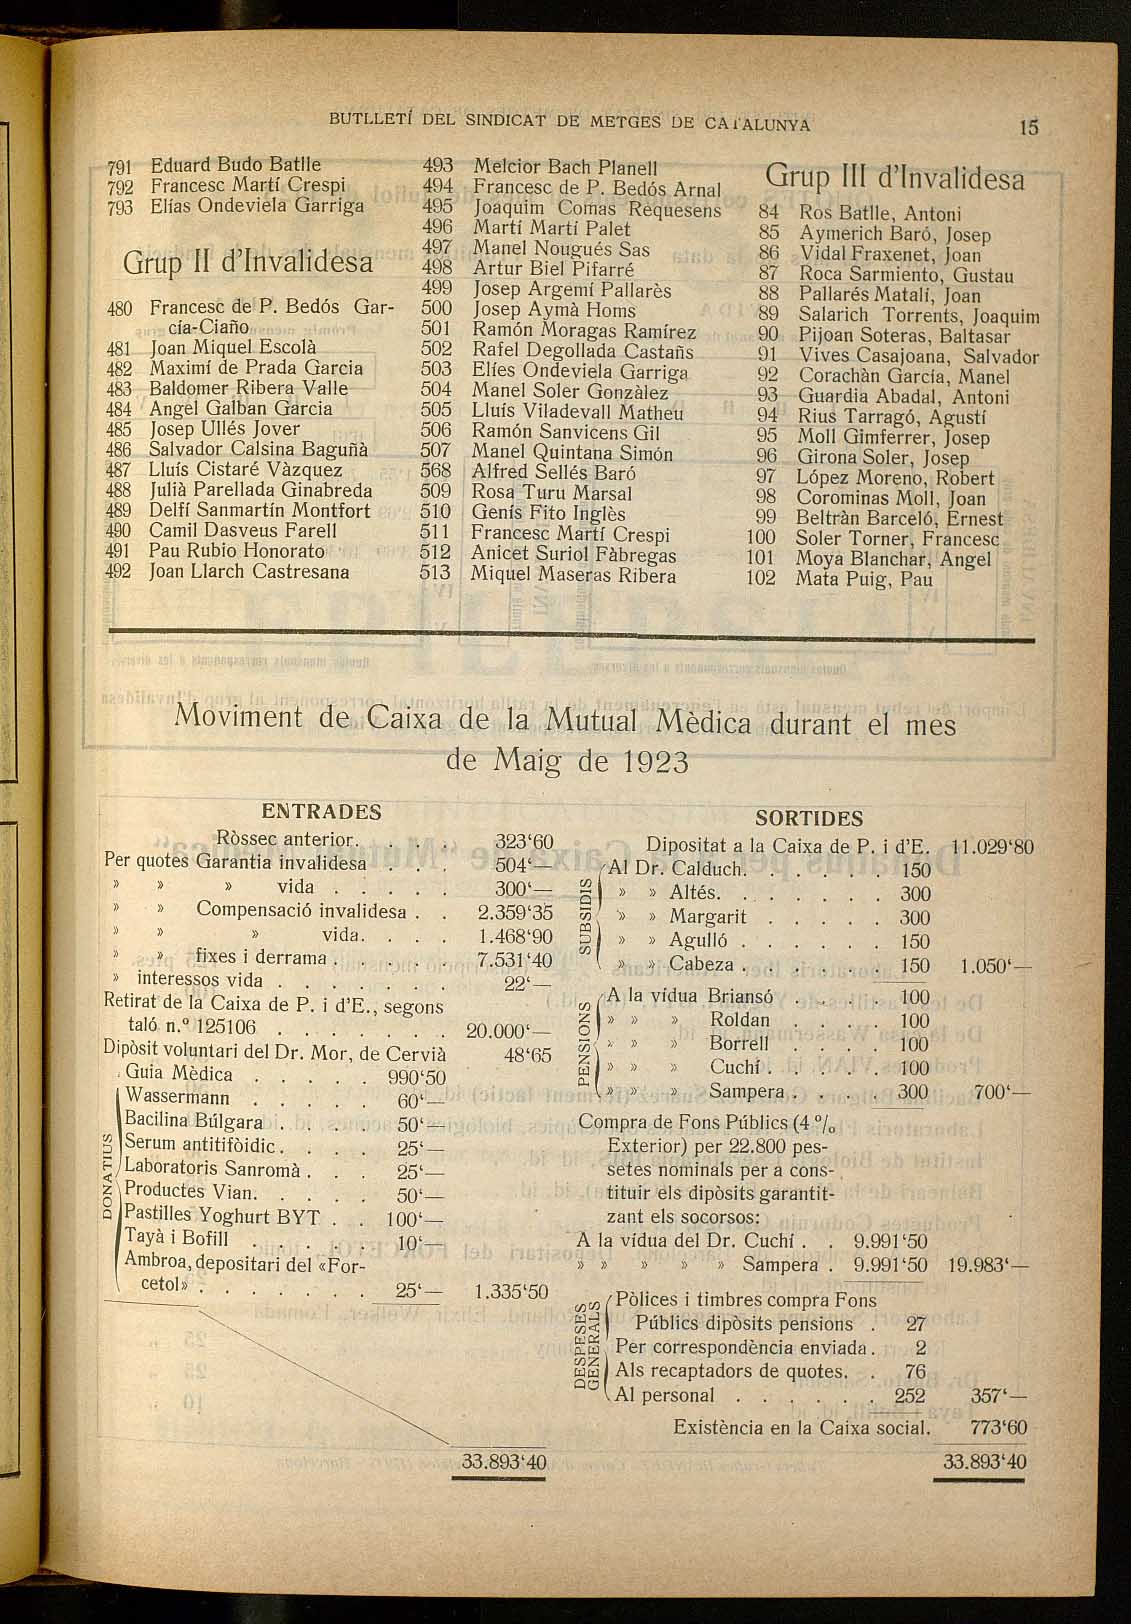 BUTLLETÍ DEL SINDICAT DE METGES DE CATALUNYA 15
791 Eduard Budo Batlle
792 Francesc Martí Crespi
793 Elías Ondeviela Garriga
Grup II d'Invalidesa
480 Francesc de P. Bedós Gar-
cía-Ciaño
481 Joan Miquel Escolà
482 Maximí de Prada Garcia
483 Baldomer Ribera Valle
484 Angel Galban Garcia
485 Josep Ullés Jover
486 Salvador Calsina Baguñà
487 Lluís Cistaré Vàzquez
488 Julià Parellada Ginabreda
489 Delfí Sanmartín Montfort
490 Camil Dasveus Farell
491 Pau Rubio Honorato
492 Joan Llarch Castresana
493 Melcior Bach Planell
494 Francesc de P. Bedós Arnal
495 Joaquim Comas Requesens
496 Martí Martí Palet
497 Manel Nougués Sas
498 Artur Biel Pifarré
499 Josep Argemí Pallarès
500 Josep Aymà Homs
501 Ramón Moragas Ramírez
502 Rafel Degollada Castañs
503 Elíes Ondeviela Garriga
504 Manel Soler Gonzàlez
505 Lluís Viladevall Matheu
506 Ramón Sanvicens Gil
507 Manel Quintana Simón
568 Alfred Sellés Baró
509 Rosa Turu Marsal
510 Genís Fito Inglès
511 Francesc Martí Crespi
512 Anicet Suriol Fàbregas
513 Miquel Maseras Ribera
Grup III d'Invalidesa
84 Ros Batlle, Antoni
85 Aymerich Baró, Josep
86 Vidal Fraxenet, Joan
87 Roca Sarmiento, Gustau
88 Pallarés Matalí, Joan
89 Salarich Torrents, Joaquim
90 Pijoan Soteras, Baltasar
91 Vives Casajoana, Salvador
92 Corachàn García, Manel
93 Guardia Abadal, Antoni
94 Rius Tarragó, Agustí
95 Moll Gimferrer, Josep
96 Girona Soler, Josep
97 López Moreno, Robert
98 Corominas Moll, Joan
99 Beltràn Barceló, Ernest
100 Soler Torner, Francesc
101 Moya Blanchar, Angel
102 Mata Puig, Pau
Moviment de Caixa de la Mutual Mèdica durant el mes
de Maig de 1923
ENTRADES
Ròssec anterior. . . . . 323'60
Per quotes Garantia invalidesa . . . 504'—
» » » vida . . . . . 300'—
» » Compensació invalidesa . . 2.359'35
» » » vida. . . . 1.468'90
» » fixes i derrama . . . . . 7.531'40
» interessos vida . . . . . . . 22'—
Retirat de la Caixa de P. i d'E., segons
taló n.º 125106 . . . . . . . 20.000'—
Dipòsit voluntari del Dr. Mor, de Cervià 48'65
DONATIUS
Guia Mèdica . . . . . 990'50
Wassermann . . . . . 60'—
Bacilina Búlgara . . . . 50'—
Serum antitifòidic. . . . 25'—
Laboratoris Sanromà . . . 25'—
Productes Vian. . . . . 50'—
Pastilles Yoghurt BYT . . 100'—
Tayà i Bofill . . . . . 10'—
Ambroa, depositari del «For-
cetol» . . . . . . . 25'— 1.335'50
33.893'40
SORTIDES
Dipositat a la Caixa de P. i d'E. 11.029'80
SUBSIDIS
Al Dr. Calduch. . . . . . 150
» » Altés. . . . . . . 300
» » Margarit . . . . . 300
» » Agulló . . . . . . 150
» » Cabeza . . . . . . 150 1.050'—
PENSIONS
A la vídua Briansó . . . . 100
» » » Roldan . . . . 100
» » » Borrell . . . . 100
» » » Cuchí . . . . . 100
» » » Sampera . . . . 300 700'—
Compra de Fons Públics (4 %
Exterior) per 22.800 pes-
setes nominals per a cons-
tituir els dipòsits garantit-
zant els socorsos:
A la vídua del Dr. Cuchí . . 9.991'50
» » » » » Sampera . 9.991'50 19.983'—
DESPESES GENERALS
Pòlices i timbres compra Fons
Públics dipòsits pensions . 27
Per correspondència enviada . 2
Als recaptadors de quotes. . 76
Al personal . . . . . . 252 357'—
Existència en la Caixa social. 773'60
33.893'40